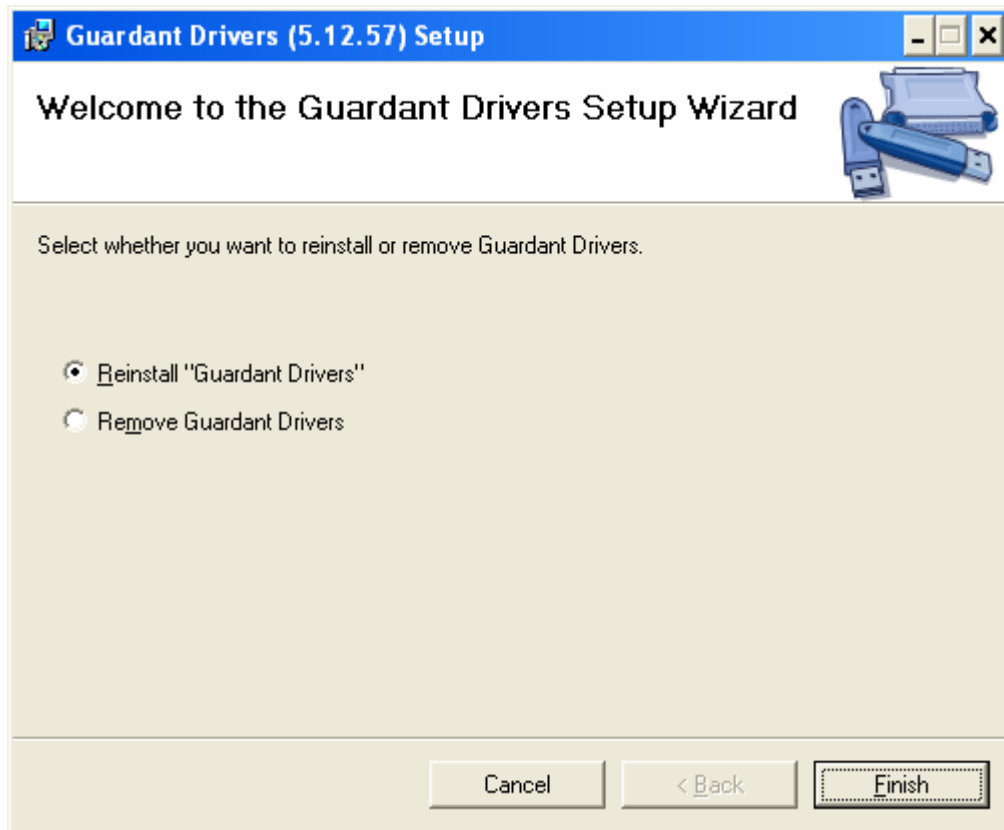 Guardant Drivers (5.12.57) Setup
Welcome to the Guardant Drivers Setup Wizard
Select whether you want to reinstall or remove Guardant Drivers.
Reinstall "Guardant Drivers"
Remove Guardant Drivers
Cancel
< Back
Finish